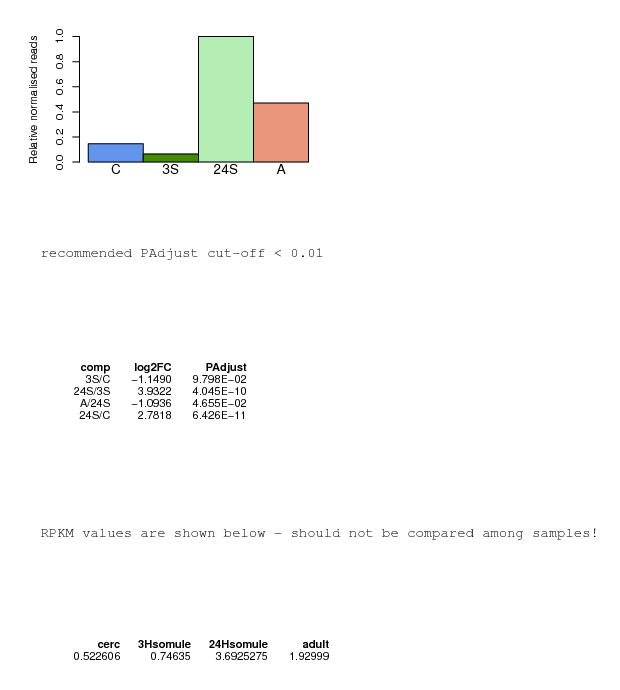 Relative normalised reads
1.0
0.8
0.6
0.4
0.2
0.0
C 3S 24S A
recommended PAdjust cut-off < 0.01
comp log2FC PAdjust
3S/C −1.1490 9.798E−02
24S/3S 3.9322 4.045E−10
A/24S −1.0936 4.655E−02
24S/C 2.7818 6.426E−11
RPKM values are shown below - should not be compared among samples!
cerc 3Hsomule 24Hsomule adult
0.522606 0.74635 3.6925275 1.92999